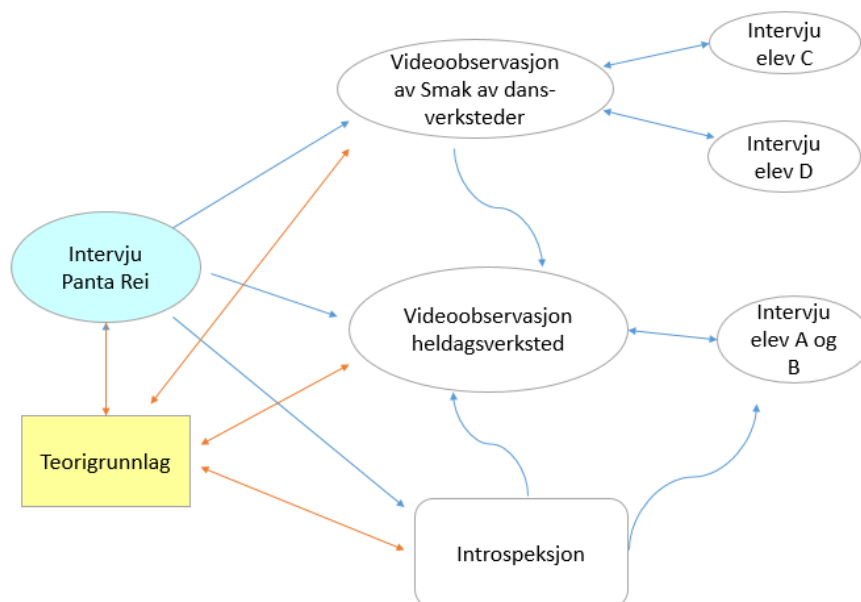 Intervju
elev C
Videoobservasjon
av Smak av dans-
verksteder
Intervju
elev D
Intervju
Panta Rei
Videoobservasjon
heldagsverksted
Intervju
elev A og
B
Teorigrunnlag
Introspeksjon